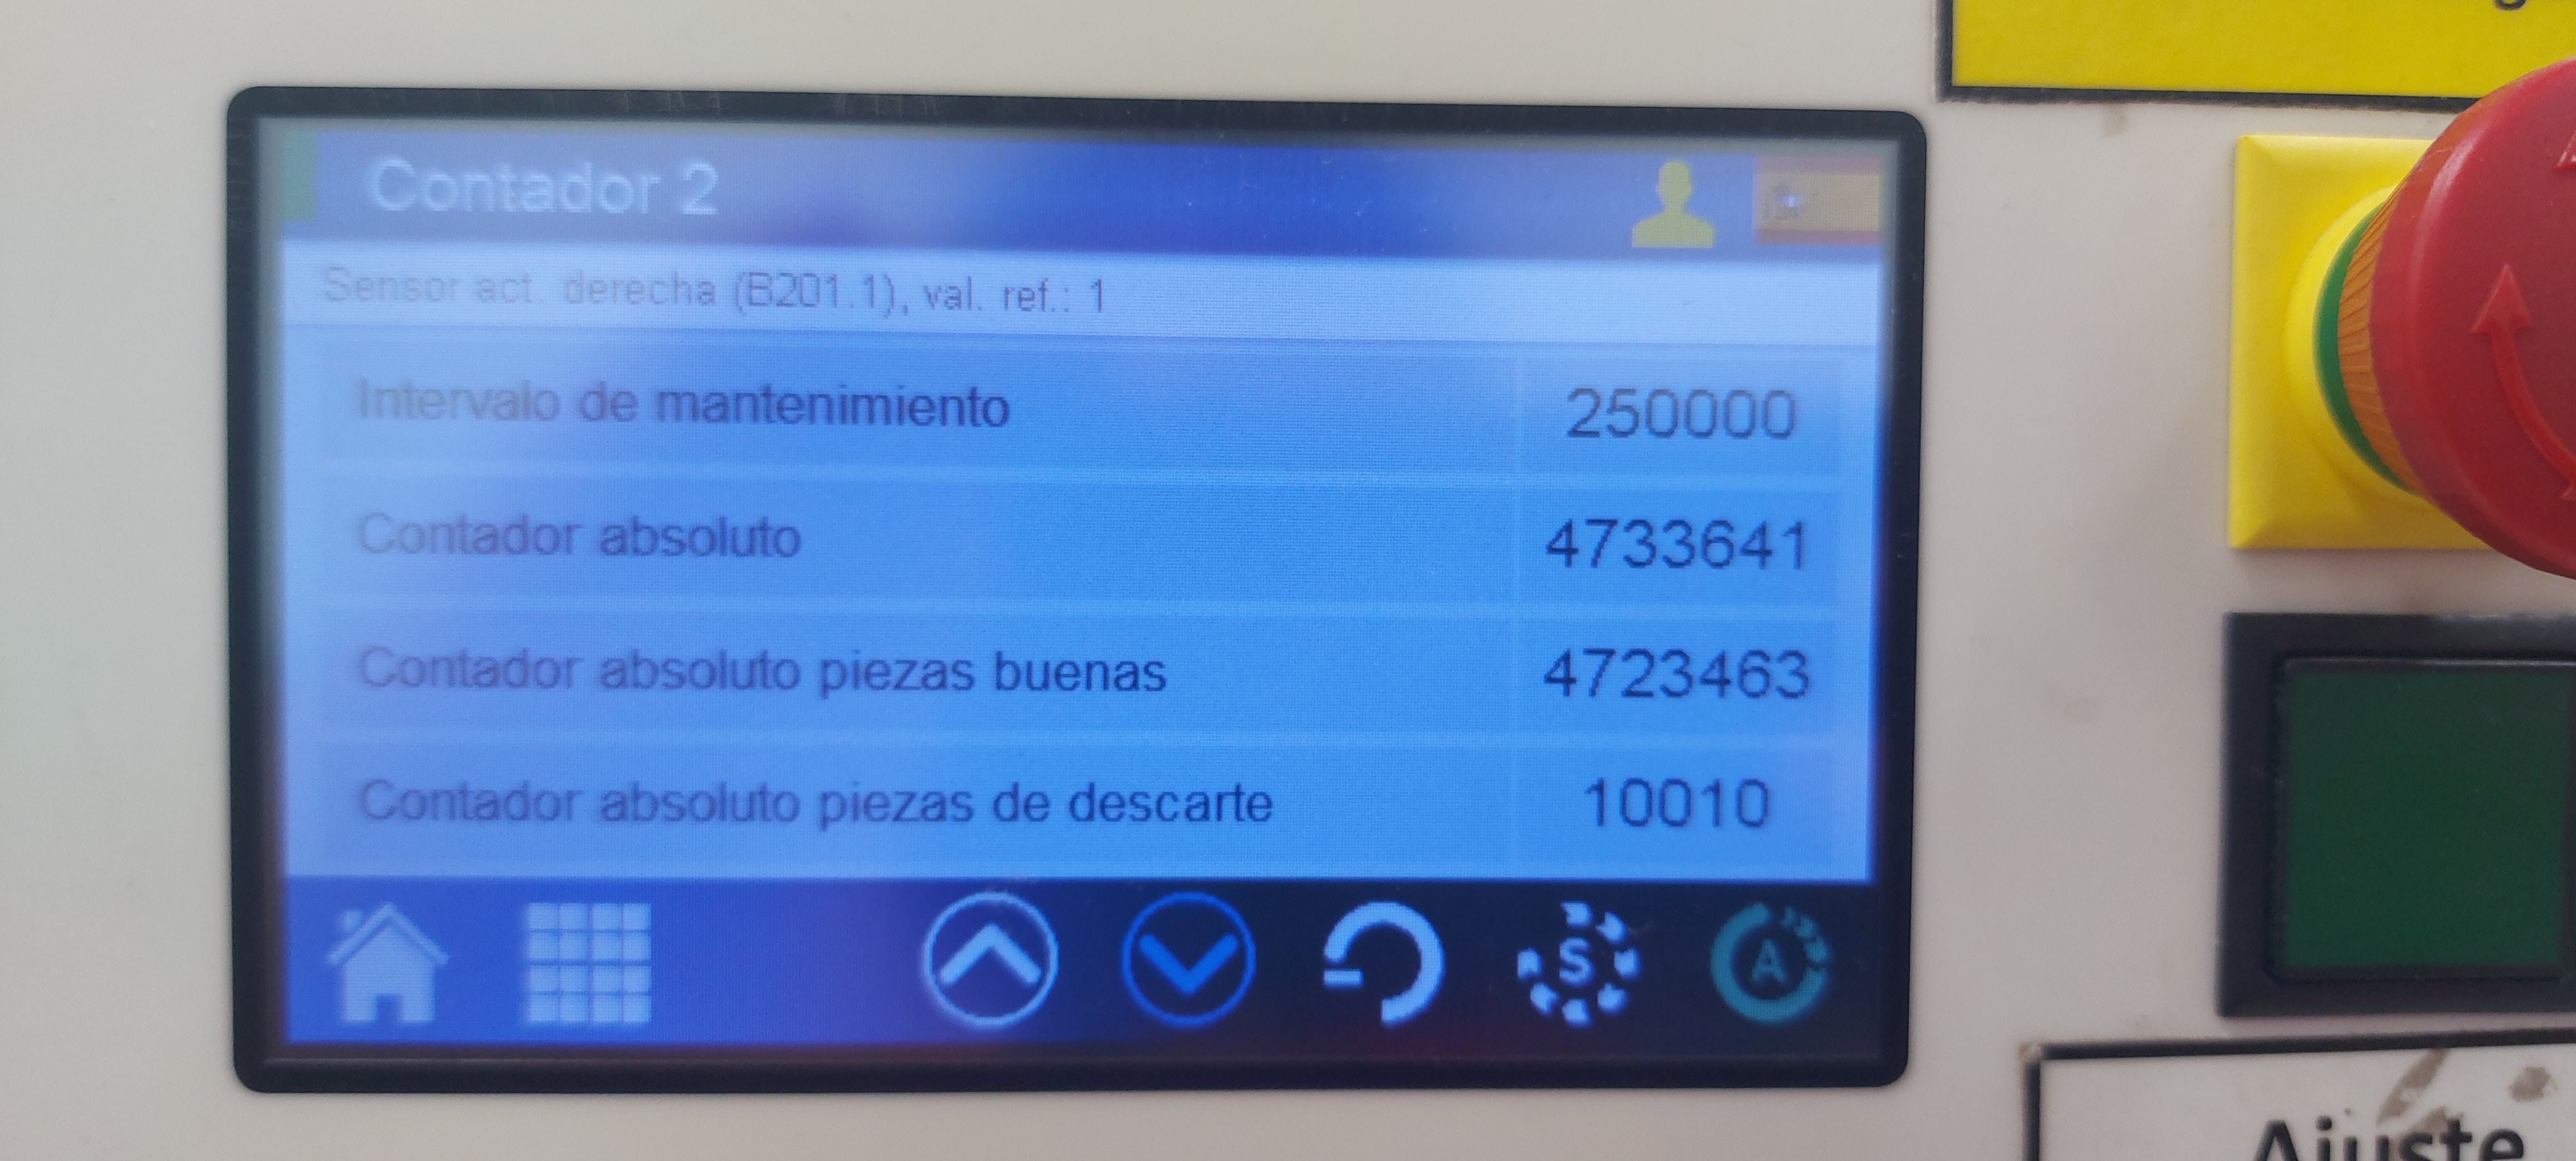 Contador 2
Sensor act. derecha (B201.1), val. ref.: 1
Intervalo de mantenimiento 250000
Contador absoluto 4733641
Contador absoluto piezas buenas 4723463
Contador absoluto piezas de descarte 10010
S
A
Ajuste